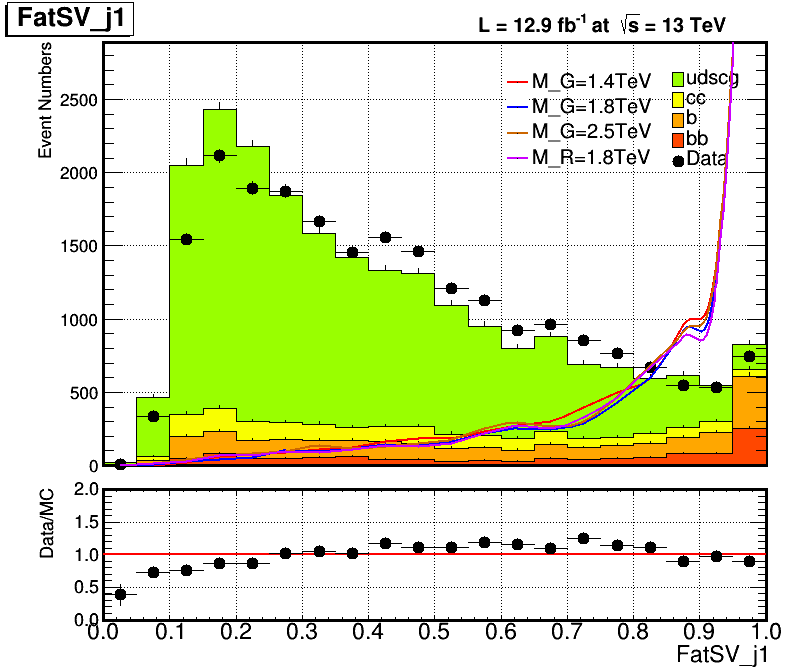 FatSV_j1
L = 12.9 fb⁻¹ at √s = 13 TeV
Event Numbers
2500
2000
1500
1000
500
0
M_G=1.4TeV
M_G=1.8TeV
M_G=2.5TeV
M_R=1.8TeV
udscg
cc
b
bb
Data
Data/MC
2.0
1.5
1.0
0.5
0.0
0.0 0.1 0.2 0.3 0.4 0.5 0.6 0.7 0.8 0.9 1.0
FatSV_j1